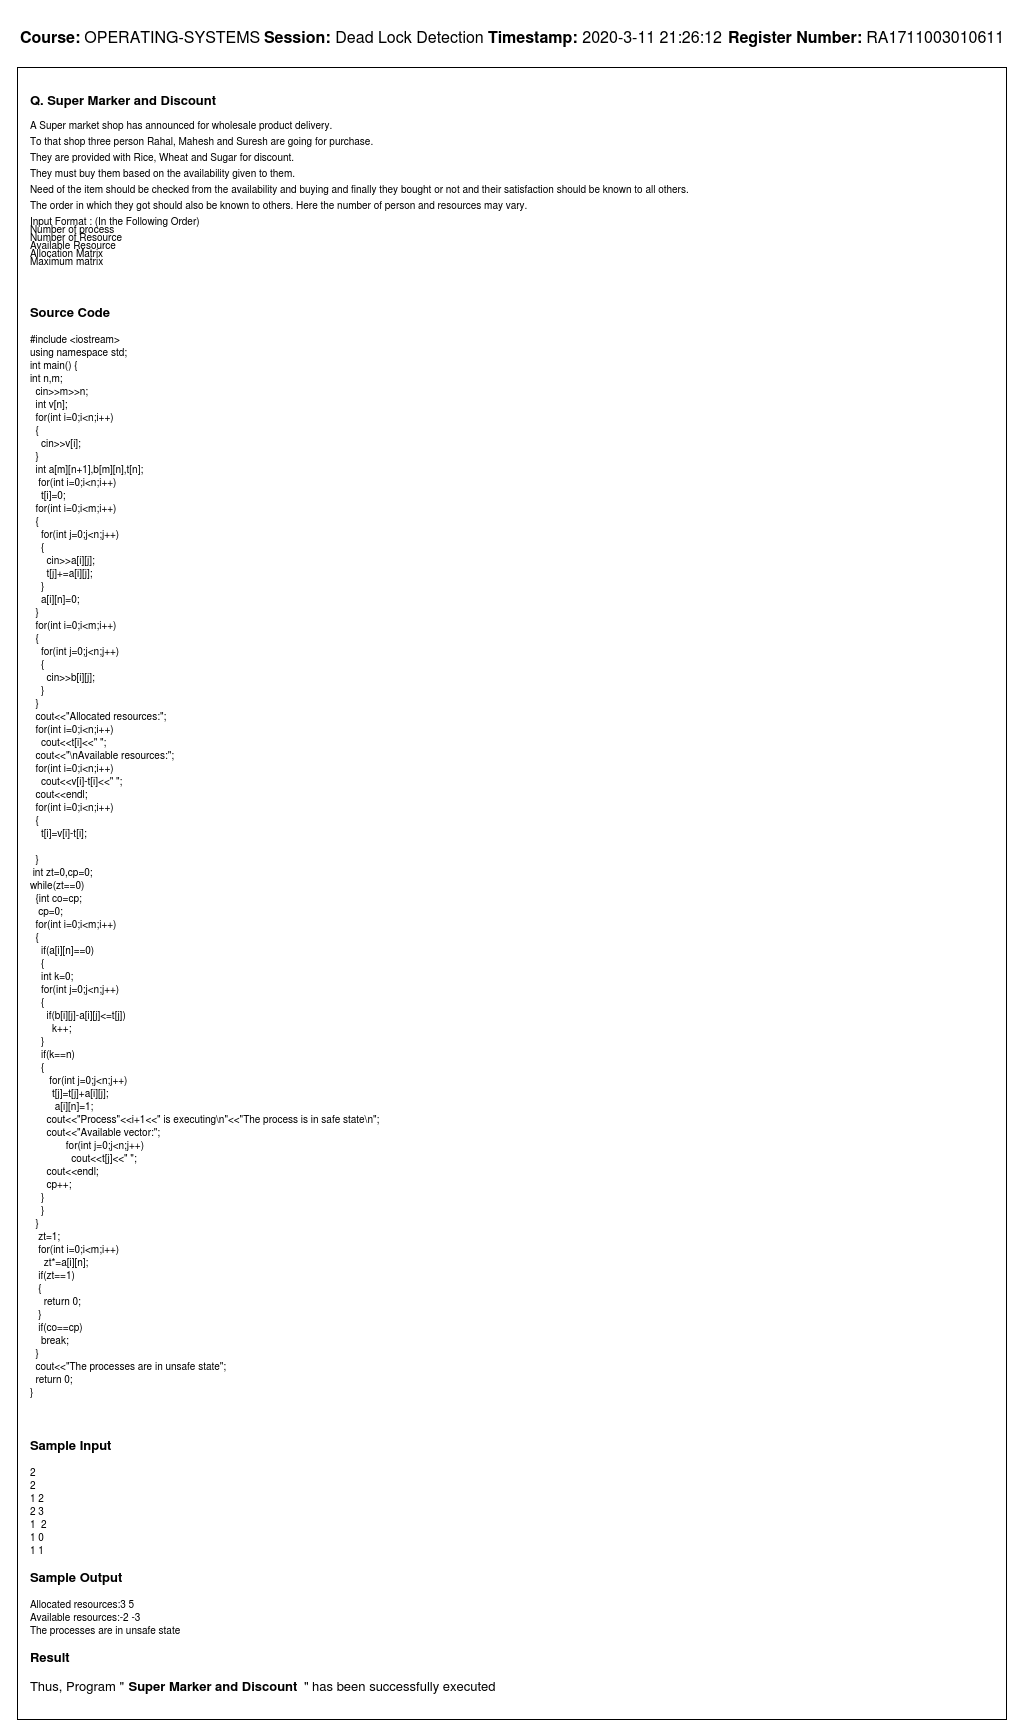 Course: OPERATING-SYSTEMS Session: Dead Lock Detection Timestamp: 2020-3-11 21:26:12 Register Number: RA1711003010611
Q. Super Marker and Discount
A Super market shop has announced for wholesale product delivery.
To that shop three person Rahal, Mahesh and Suresh are going for purchase.
They are provided with Rice, Wheat and Sugar for discount.
They must buy them based on the availability given to them.
Need of the item should be checked from the availability and buying and finally they bought or not and their satisfaction should be known to all others.
The order in which they got should also be known to others. Here the number of person and resources may vary.
Input Format : (In the Following Order)
Number of process
Number of Resource
Available Resource
Allocation Matrix
Maximum matrix
Source Code
#include <iostream>
using namespace std;
int main() {
int n,m;
cin>>m>>n;
int v[n];
for(int i=0;i<n;i++)
{
cin>>v[i];
}
int a[m][n+1],b[m][n],t[n];
for(int i=0;i<n;i++)
t[i]=0;
for(int i=0;i<m;i++)
{
for(int j=0;j<n;j++)
{
cin>>a[i][j];
t[j]+=a[i][j];
}
a[i][n]=0;
}
for(int i=0;i<m;i++)
{
for(int j=0;j<n;j++)
{
cin>>b[i][j];
}
}
cout<<"Allocated resources:";
for(int i=0;i<n;i++)
cout<<t[i]<<" ";
cout<<"\nAvailable resources:";
for(int i=0;i<n;i++)
cout<<v[i]-t[i]<<" ";
cout<<endl;
for(int i=0;i<n;i++)
{
t[i]=v[i]-t[i];
}
int zt=0,cp=0;
while(zt==0)
{int co=cp;
cp=0;
for(int i=0;i<m;i++)
{
if(a[i][n]==0)
{
int k=0;
for(int j=0;j<n;j++)
{
if(b[i][j]-a[i][j]<=t[j])
k++;
}
if(k==n)
{
for(int j=0;j<n;j++)
t[j]=t[j]+a[i][j];
a[i][n]=1;
cout<<"Process"<<i+1<<" is executing\n"<<"The process is in safe state\n";
cout<<"Available vector:";
for(int j=0;j<n;j++)
cout<<t[j]<<" ";
cout<<endl;
cp++;
}
}
}
zt=1;
for(int i=0;i<m;i++)
zt*=a[i][n];
if(zt==1)
{
return 0;
}
if(co==cp)
break;
}
cout<<"The processes are in unsafe state";
return 0;
}
Sample Input
2
2
1 2
2 3
1 2
1 0
1 1
Sample Output
Allocated resources:3 5
Available resources:-2 -3
The processes are in unsafe state
Result
Thus, Program " Super Marker and Discount " has been successfully executed